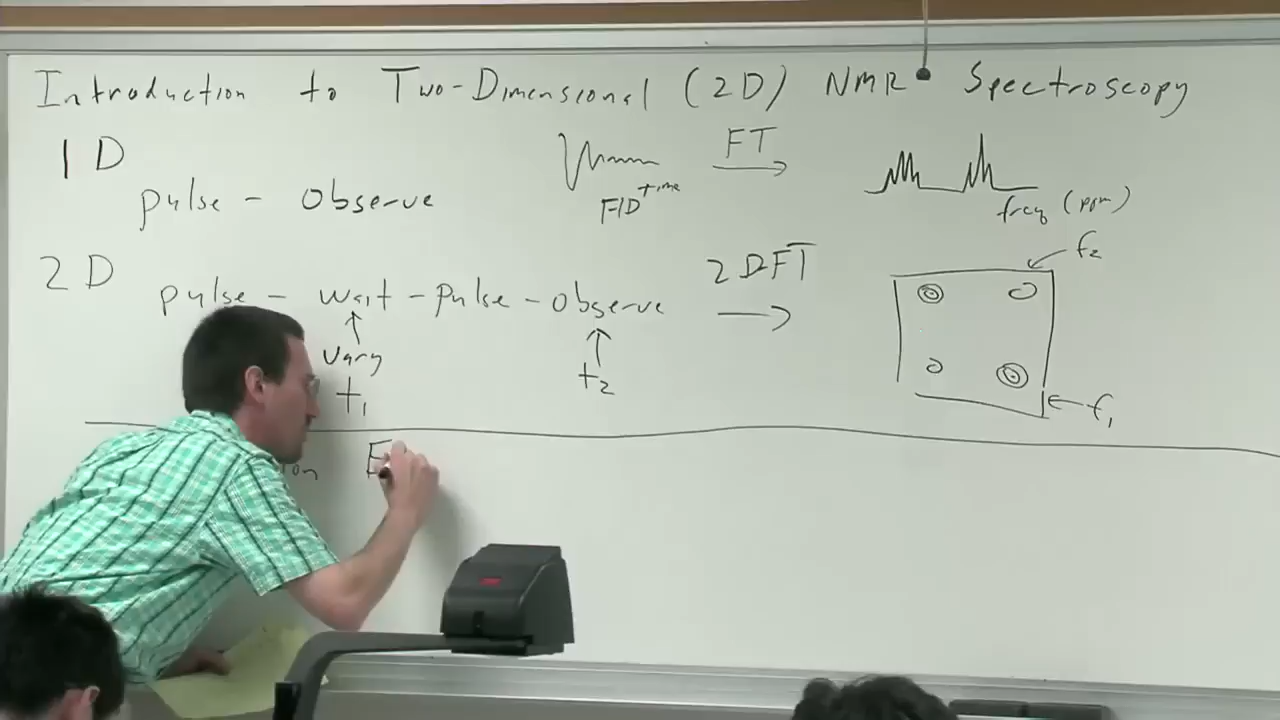 Introduction to Two-Dimensional (2D) NMR Spectroscopy
1D
pulse - observe
FID
time
FT
freq (ppm)
2D
pulse - wait - pulse - observe
2DFT
f2
vary
t1
t2
f1
E